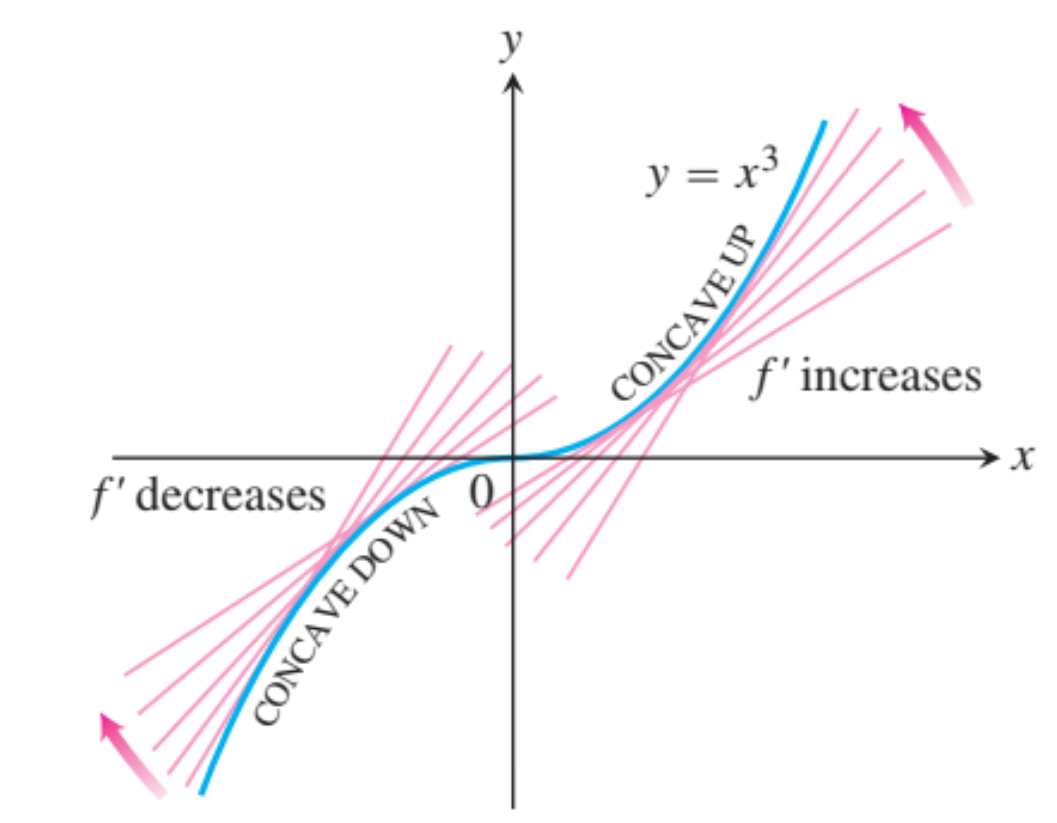 y
y = x³
CONCAVE UP
f′ increases
x
0
f′ decreases
CONCAVE DOWN